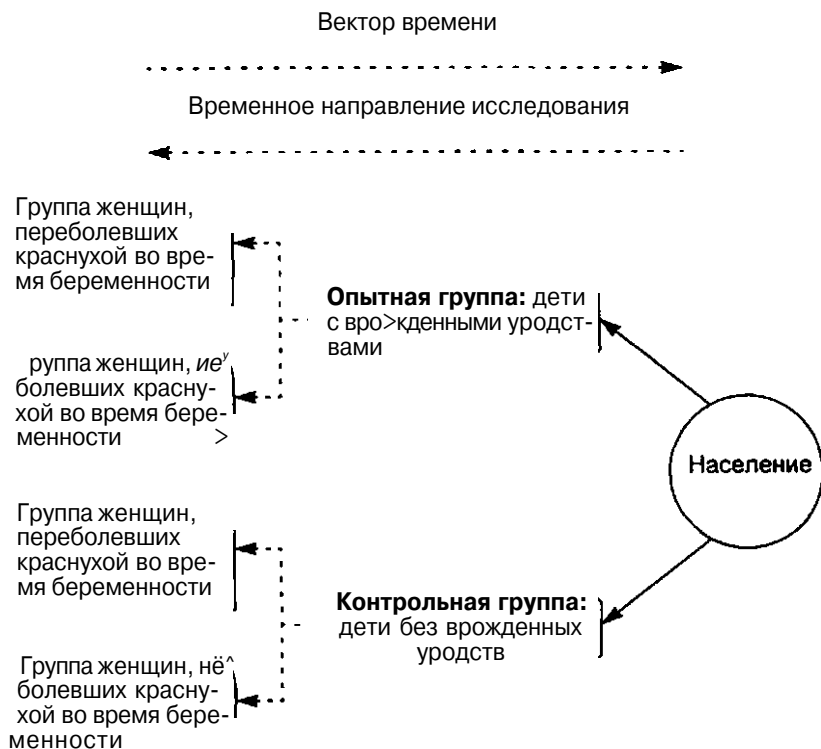 Вектор времени
Временное направление исследования
Группа женщин,
переболевших
краснухой во вре-
мя беременности
руппа женщин, иеу
болевших красну-
хой во время бере-
менности >
Опытная группа: дети
с вро>кденными уродст-
вами
Население
Группа женщин,
переболевших
краснухой во вре-
мя беременности
Группа женщин, нё^
болевших красну-
хой во время бере-
менности
Контрольная группа:
дети без врожденных
уродств